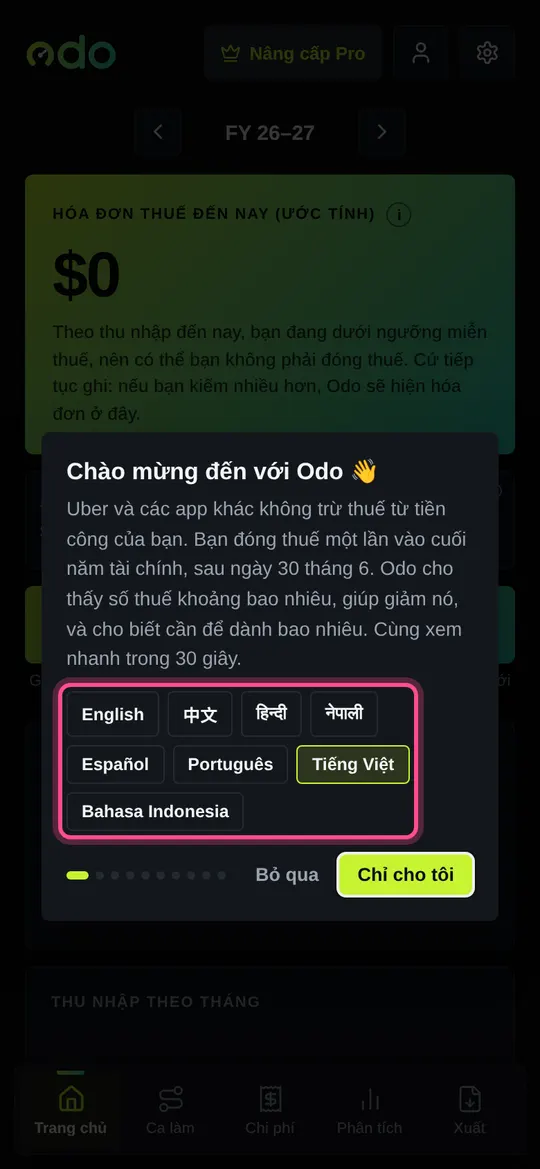 odo
Nâng cấp Pro
FY 26–27
HÓA ĐƠN THUẾ ĐẾN NAY (ƯỚC TÍNH)
$0
Theo thu nhập đến nay, bạn đang dưới ngưỡng miễn
thuế, nên có thể bạn không phải đóng thuế. Cứ tiếp
tục ghi: nếu bạn kiếm nhiều hơn, Odo sẽ hiện hóa
đơn ở đây.
Chào mừng đến với Odo 👋
Uber và các app khác không trừ thuế từ tiền
công của bạn. Bạn đóng thuế một lần vào cuối
năm tài chính, sau ngày 30 tháng 6. Odo cho
thấy số thuế khoảng bao nhiêu, giúp giảm nó,
và cho biết cần để dành bao nhiêu. Cùng xem
nhanh trong 30 giây.
English 中文 हिन्दी नेपाली
Español Português Tiếng Việt
Bahasa Indonesia
Bỏ qua Chỉ cho tôi
THU NHẬP THEO THÁNG
Trang chủ Ca làm Chi phí Phân tích Xuất